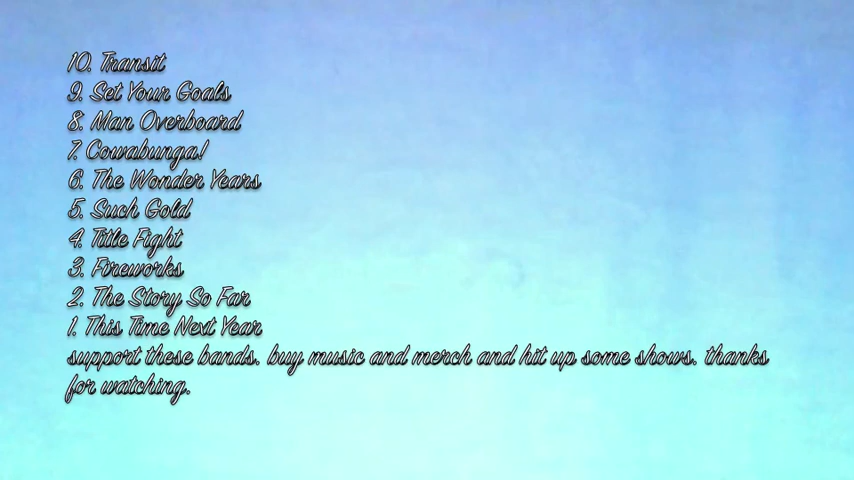 10. Transit
9. Set Your Goals
8. Man Overboard
7. Cowabunga!
6. The Wonder Years
5. Such Gold
4. Title Fight
3. Fireworks
2. The Story So Far
1. This Time Next Year
support these bands. buy music and merch and hit up some shows. thanks
for watching.